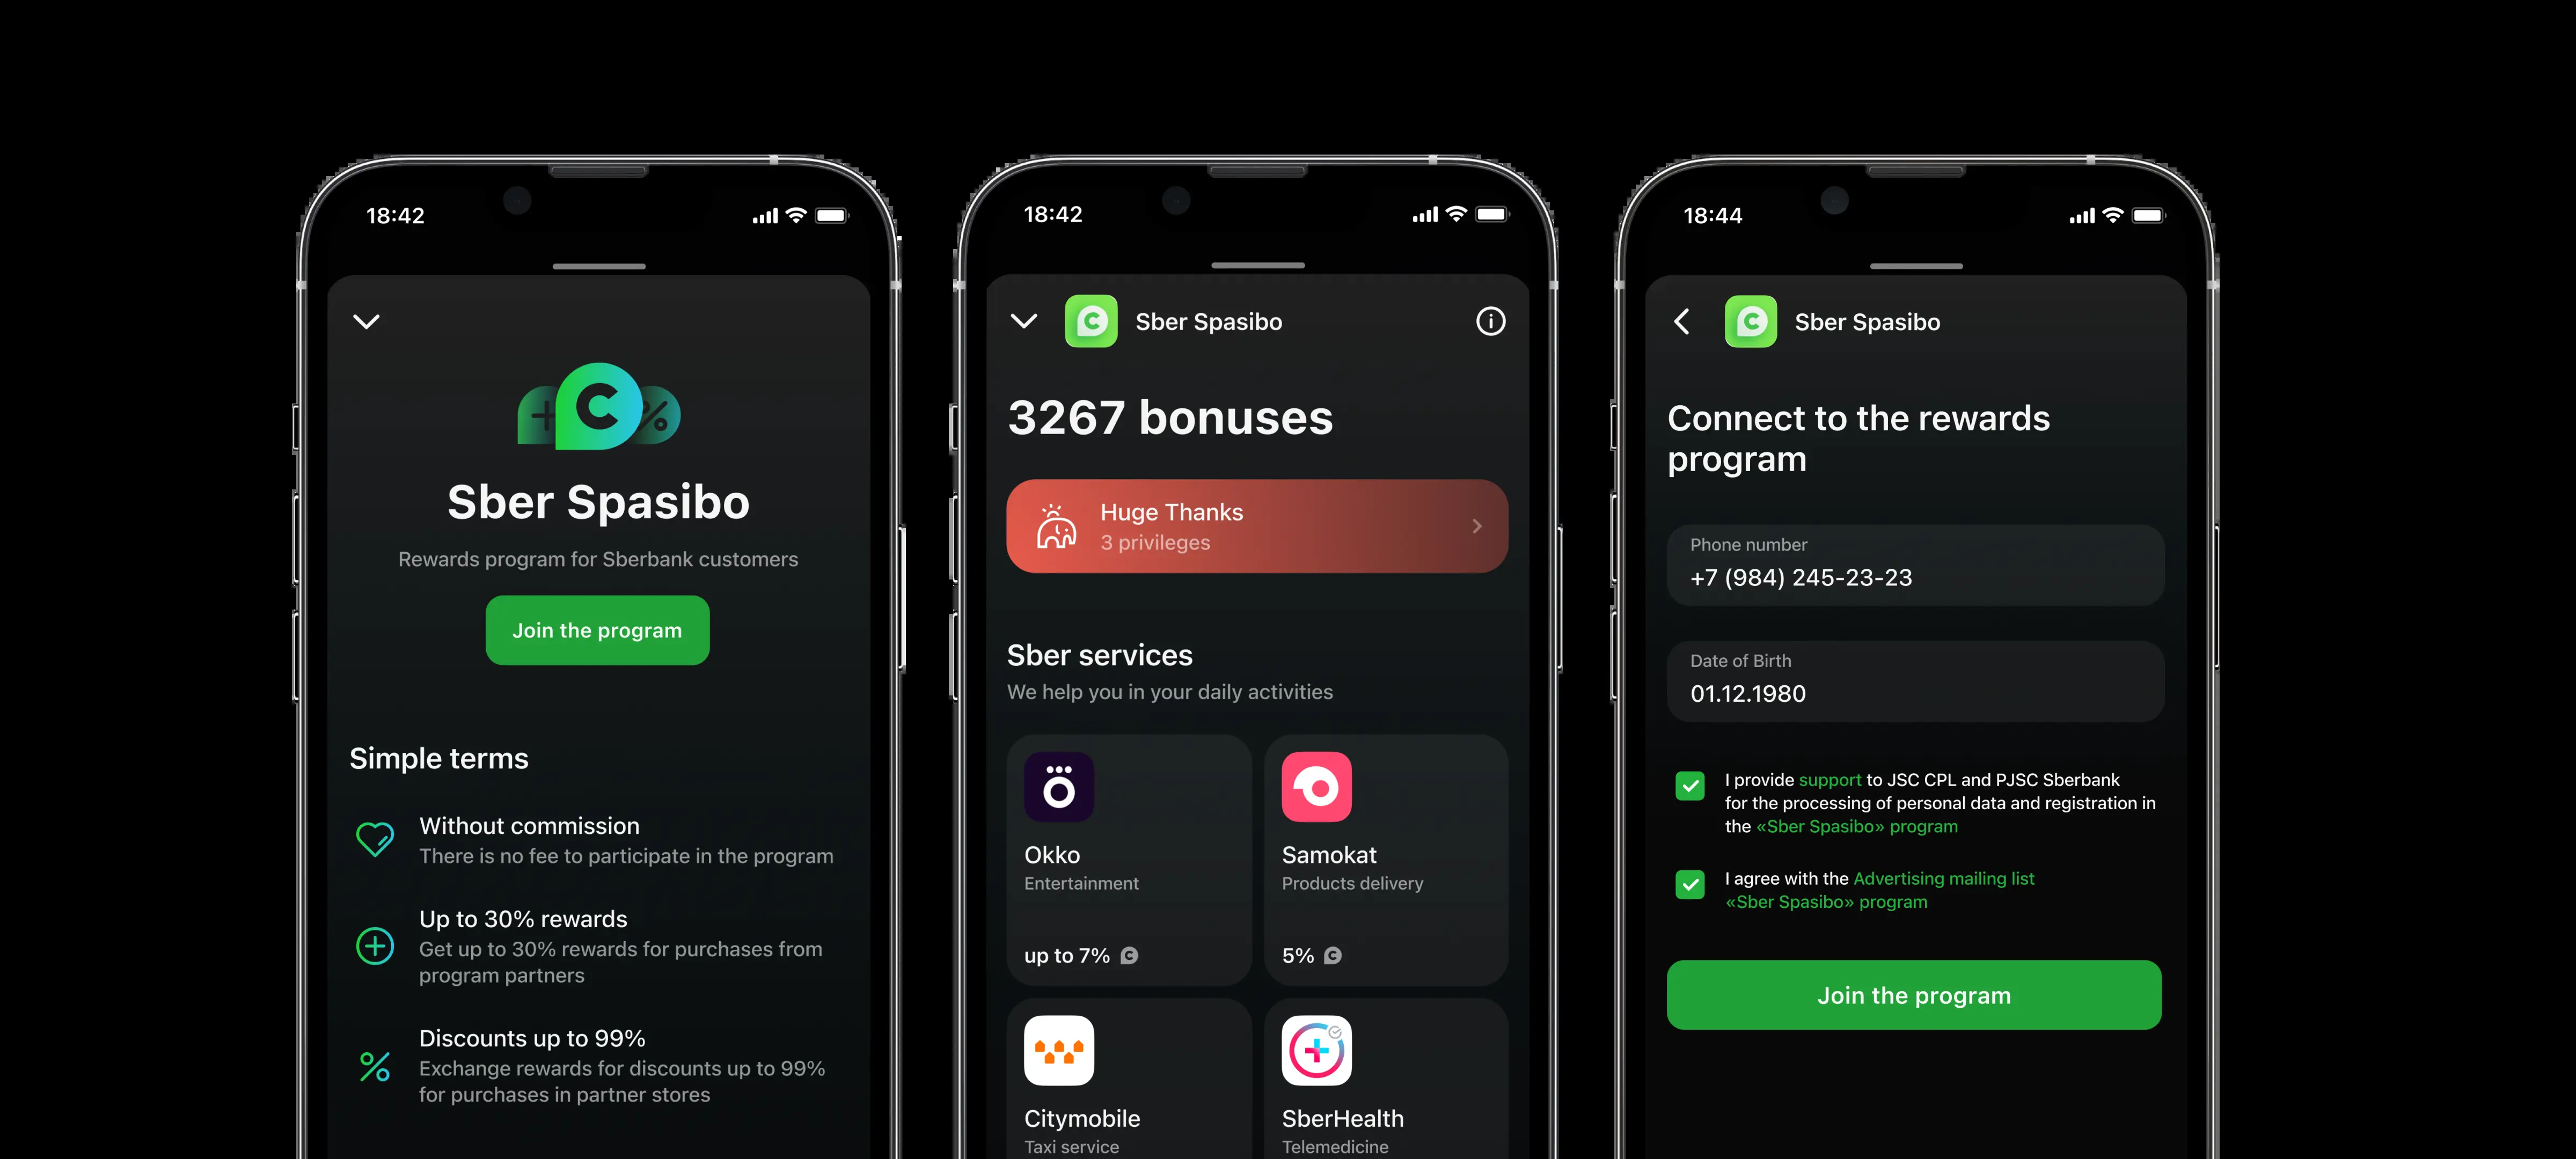 18:42
Sber Spasibo
Rewards program for Sberbank customers
Join the program
Simple terms
Without commission
There is no fee to participate in the program
Up to 30% rewards
Get up to 30% rewards for purchases from
program partners
Discounts up to 99%
Exchange rewards for discounts up to 99%
for purchases in partner stores
18:42
Sber Spasibo
3267 bonuses
Huge Thanks
3 privileges
Sber services
We help you in your daily activities
Okko
Entertainment
up to 7%
Samokat
Products delivery
5%
Citymobile
Taxi service
SberHealth
Telemedicine
18:44
Sber Spasibo
Connect to the rewards
program
Phone number
+7 (984) 245-23-23
Date of Birth
01.12.1980
I provide support to JSC CPL and PJSC Sberbank
for the processing of personal data and registration in
the «Sber Spasibo» program
I agree with the Advertising mailing list
«Sber Spasibo» program
Join the program